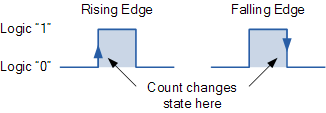 Rising Edge
Falling Edge
Logic “1”
Logic “0”
Count changes
state here